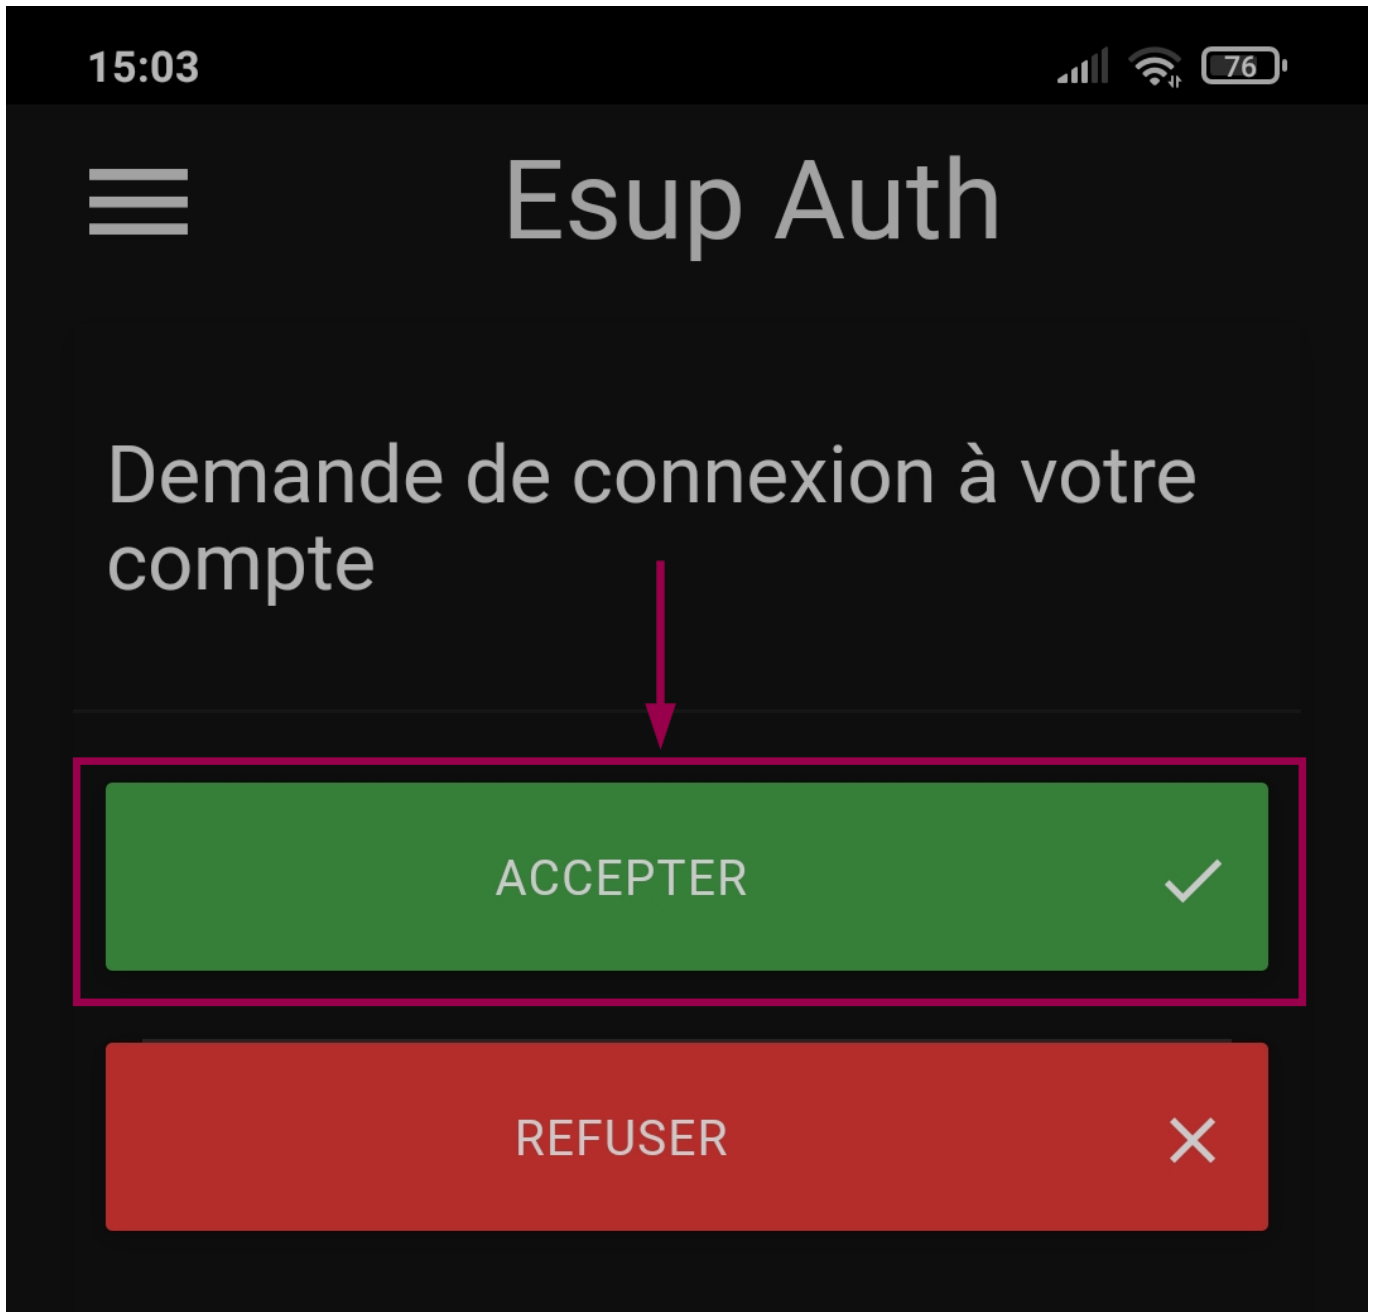 15:03
76
Esup Auth
Demande de connexion à votre
compte
ACCEPTER
REFUSER